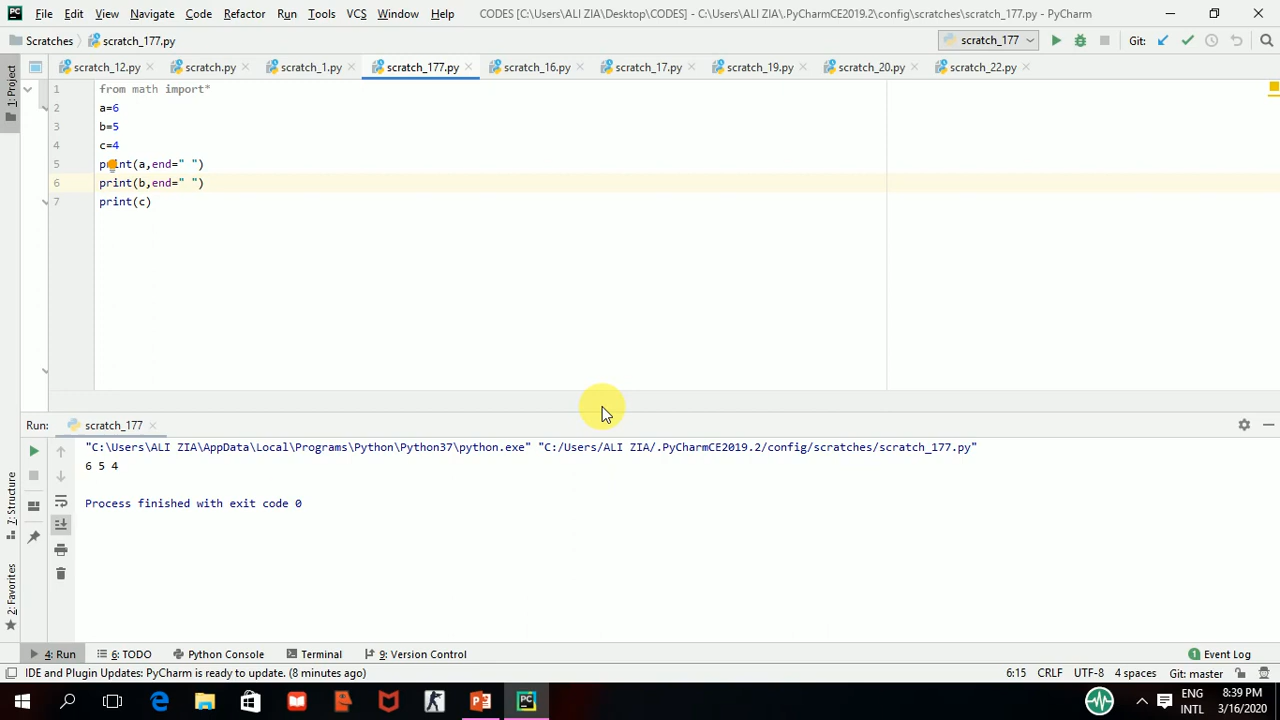 File Edit View Navigate Code Refactor Run Tools VCS Window Help CODES [C:\Users\ALI ZIA\Desktop\CODES] - C:\Users\ALI ZIA\.PyCharmCE2019.2\config\scratches\scratch_177.py - PyCharm
Scratches scratch_177.py scratch_177 Git:
scratch_12.py scratch.py scratch_1.py scratch_177.py scratch_16.py scratch_17.py scratch_19.py scratch_20.py scratch_22.py
1: Project
1 from math import*
2 a=6
3 b=5
4 c=4
5 print(a,end=" ")
6 print(b,end=" ")
7 print(c)
Run: scratch_177
"C:\Users\ALI ZIA\AppData\Local\Programs\Python\Python37\python.exe" "C:/Users/ALI ZIA/.PyCharmCE2019.2/config/scratches/scratch_177.py"
6 5 4
Process finished with exit code 0
7: Structure
2: Favorites
4: Run 6: TODO Python Console Terminal 9: Version Control 1 Event Log
IDE and Plugin Updates: PyCharm is ready to update. (8 minutes ago) 6:15 CRLF UTF-8 4 spaces Git: master
ENG 8:39 PM
INTL 3/16/2020